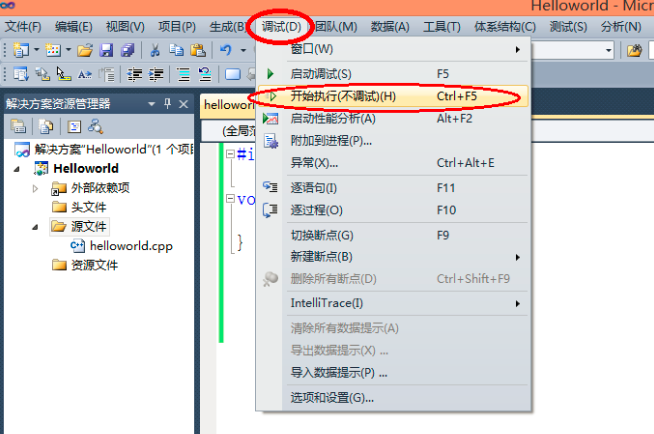 Helloworld - Micr
文件(F) 编辑(E) 视图(V) 项目(P) 生成(B) 调试(D) 团队(M) 数据(A) 工具(T) 体系结构(C) 测试(S) 分析(N)
解决方案资源管理器
解决方案"Helloworld"(1 个项目
Helloworld
外部依赖项
头文件
源文件
helloworld.cpp
资源文件
hellowor
(全局范
#i
vo
}
窗口(W)
启动调试(S) F5
开始执行(不调试)(H) Ctrl+F5
启动性能分析(A) Alt+F2
附加到进程(P)...
异常(X)... Ctrl+Alt+E
逐语句(I) F11
逐过程(O) F10
切换断点(G) F9
新建断点(B)
删除所有断点(D) Ctrl+Shift+F9
IntelliTrace(I)
清除所有数据提示(A)
导出数据提示(X) ...
导入数据提示(P) ...
选项和设置(G)...